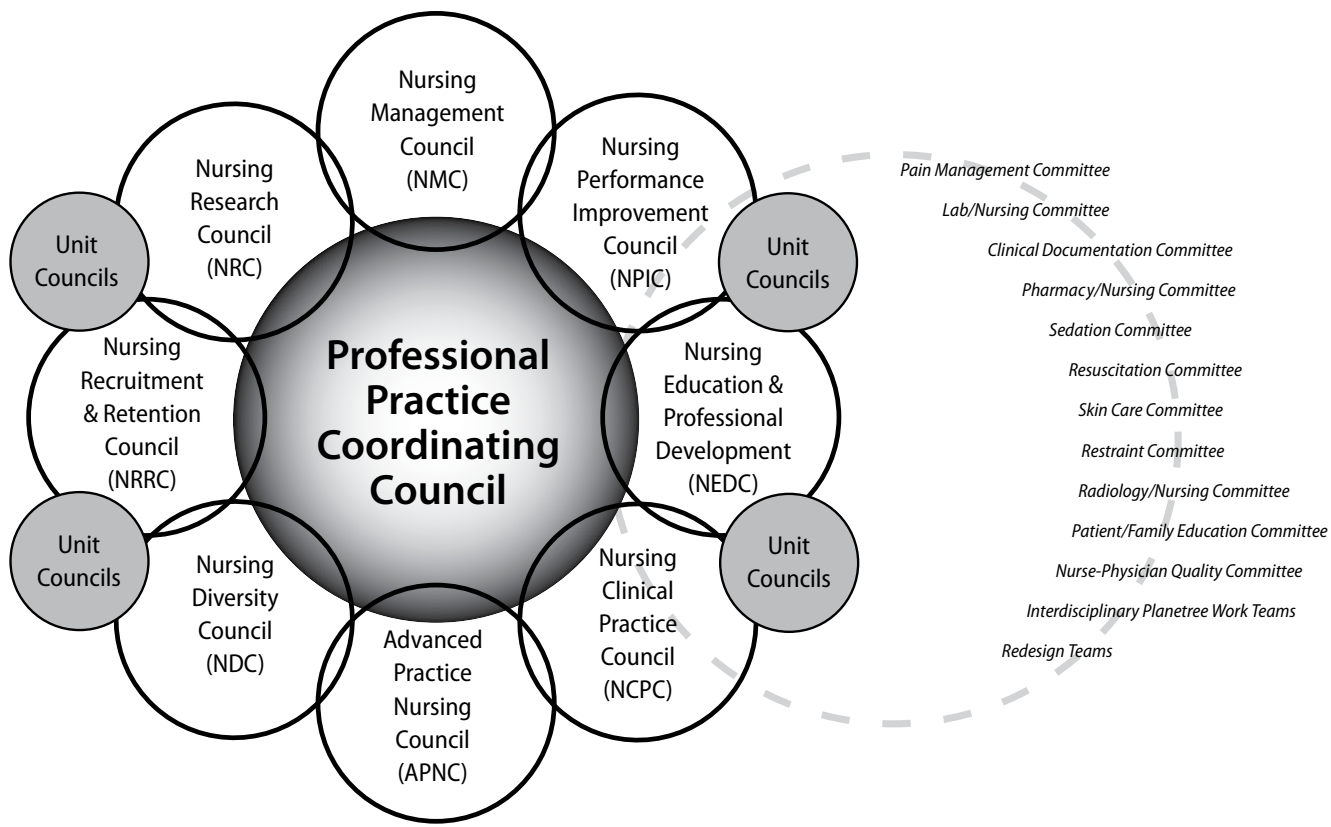 Nursing
Management
Council
(NMC)
Nursing
Research
Council
(NRC)
Nursing
Performance
Improvement
Council
(NPIC)
Unit
Councils
Unit
Councils
Nursing
Recruitment
& Retention
Council
(NRRC)
Professional
Practice
Coordinating
Council
Nursing
Education &
Professional
Development
(NEDC)
Unit
Councils
Unit
Councils
Nursing
Diversity
Council
(NDC)
Advanced
Practice
Nursing
Council
(APNC)
Nursing
Clinical
Practice
Council
(NCPC)
Pain Management Committee
Lab/Nursing Committee
Clinical Documentation Committee
Pharmacy/Nursing Committee
Sedation Committee
Resuscitation Committee
Skin Care Committee
Restraint Committee
Radiology/Nursing Committee
Patient/Family Education Committee
Nurse-Physician Quality Committee
Interdisciplinary Planetree Work Teams
Redesign Teams